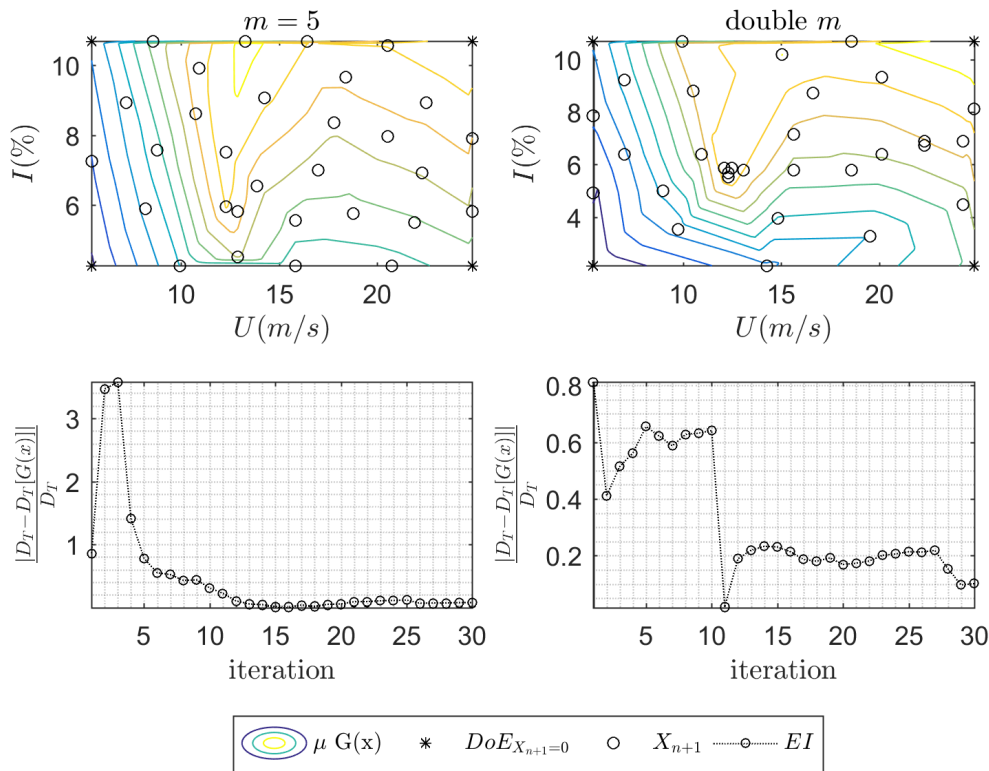 m = 5
double m
10
8
6
I(%)
10 15 20
U(m/s)
10
8
6
4
I(%)
10 15 20
U(m/s)
3
2
1
|D_T − D_T[G(x)]|
D_T
5 10 15 20 25 30
iteration
0.8
0.6
0.4
0.2
|D_T − D_T[G(x)]|
D_T
5 10 15 20 25 30
iteration
μ G(x) DoE_{X_{n+1}=0} X_{n+1} EI